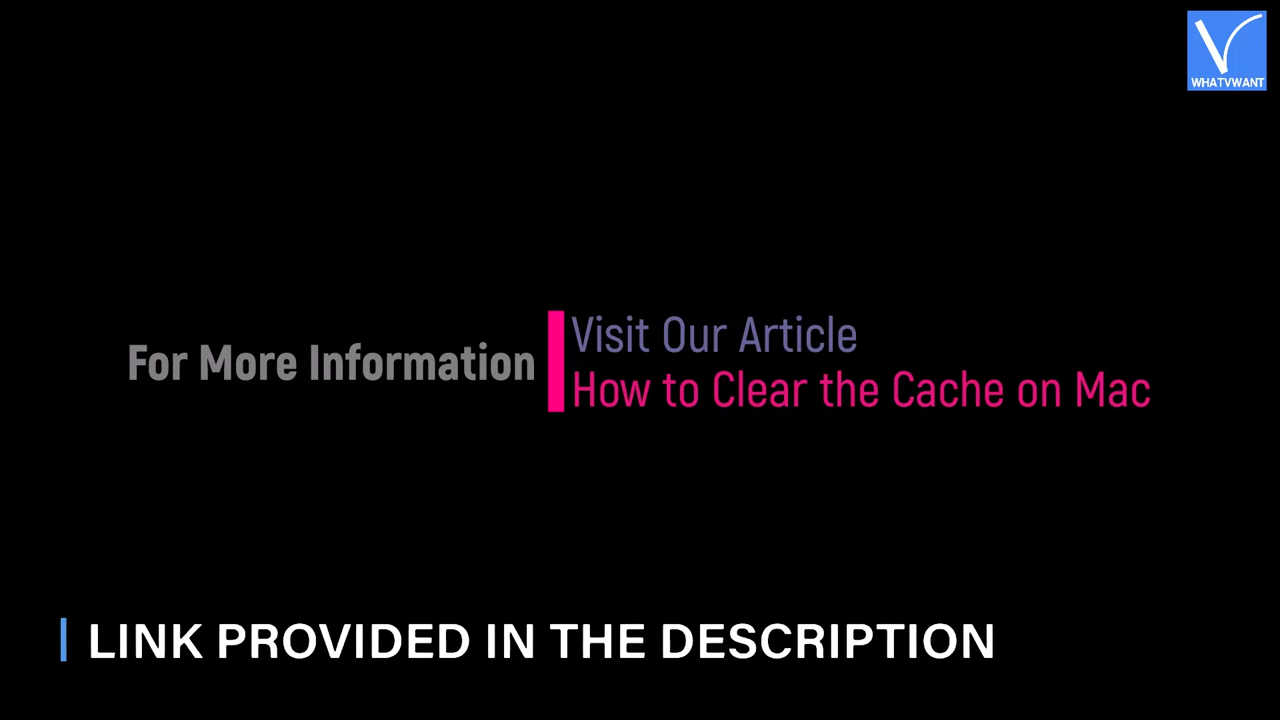 WHATVWANT
For More Information
Visit Our Article
How to Clear the Cache on Mac
LINK PROVIDED IN THE DESCRIPTION